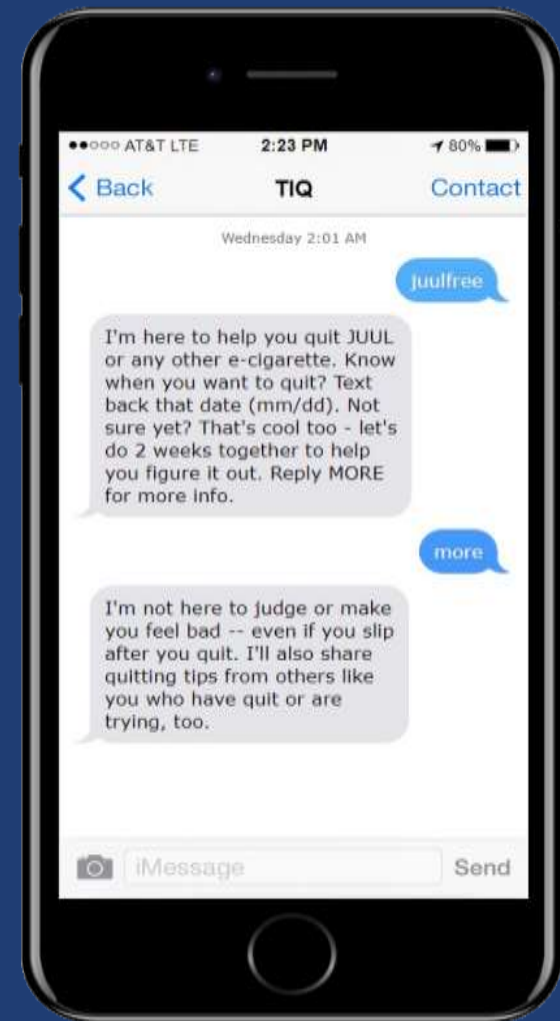 AT&T LTE 2:23 PM 80%
Back TIQ Contact
Wednesday 2:01 AM
juulfree
I'm here to help you quit JUUL
or any other e-cigarette. Know
when you want to quit? Text
back that date (mm/dd). Not
sure yet? That's cool too - let's
do 2 weeks together to help
you figure it out. Reply MORE
for more info.
more
I'm not here to judge or make
you feel bad -- even if you slip
after you quit. I'll also share
quitting tips from others like
you who have quit or are
trying, too.
iMessage Send